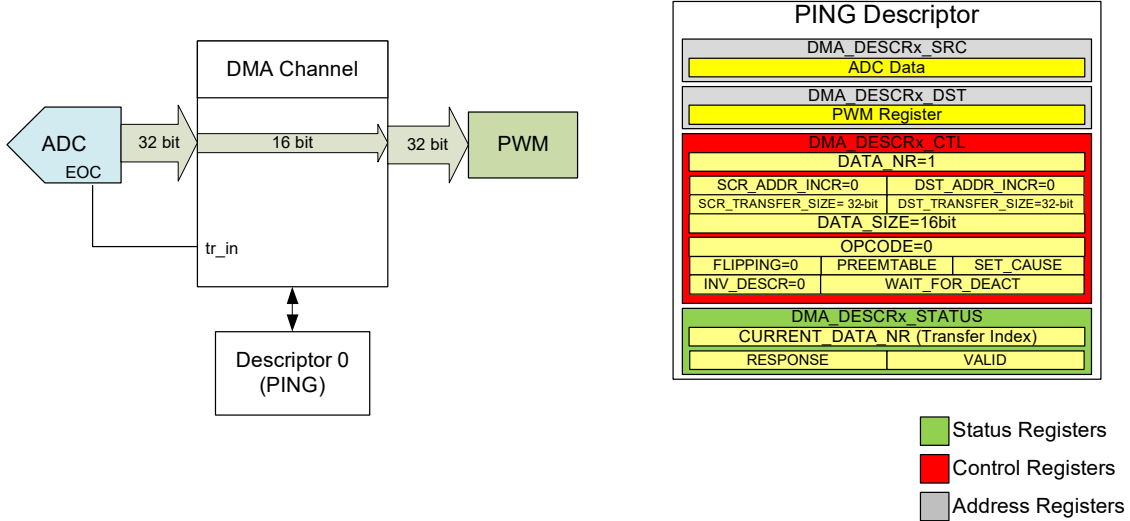 DMA Channel
ADC
EOC
32 bit
16 bit
32 bit
PWM
tr_in
Descriptor 0
(PING)
PING Descriptor
DMA_DESCRx_SRC
ADC Data
DMA_DESCRx_DST
PWM Register
DMA_DESCRx_CTL
DATA_NR=1
SCR_ADDR_INCR=0 DST_ADDR_INCR=0
SCR_TRANSFER_SIZE= 32-bit DST_TRANSFER_SIZE=32-bit
DATA_SIZE=16bit
OPCODE=0
FLIPPING=0 PREEMTABLE SET_CAUSE
INV_DESCR=0 WAIT_FOR_DEACT
DMA_DESCRx_STATUS
CURRENT_DATA_NR (Transfer Index)
RESPONSE VALID
Status Registers
Control Registers
Address Registers